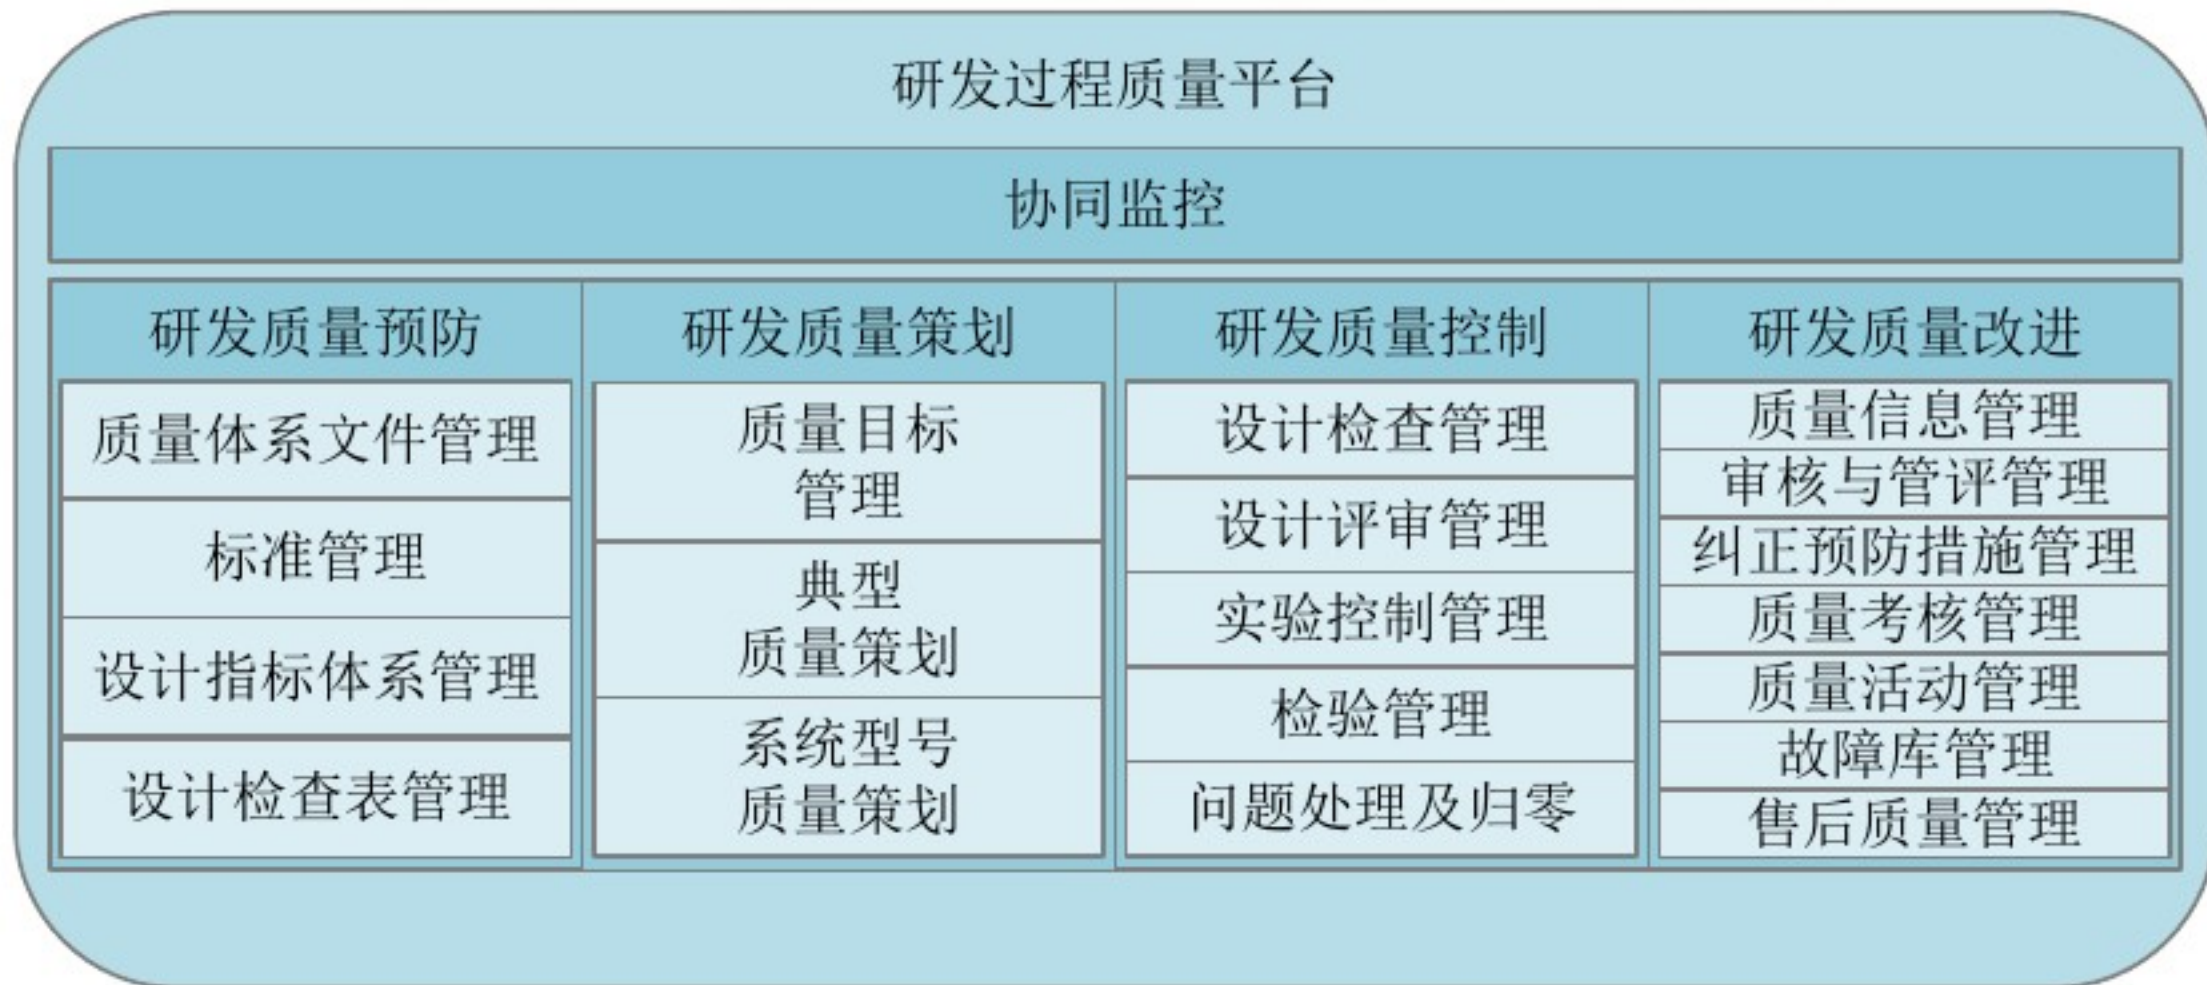 研发过程质量平台
协同监控
研发质量预防
质量体系文件管理
标准管理
设计指标体系管理
设计检查表管理
研发质量策划
质量目标
管理
典型
质量策划
系统型号
质量策划
研发质量控制
设计检查管理
设计评审管理
实验控制管理
检验管理
问题处理及归零
研发质量改进
质量信息管理
审核与管评管理
纠正预防措施管理
质量考核管理
质量活动管理
故障库管理
售后质量管理